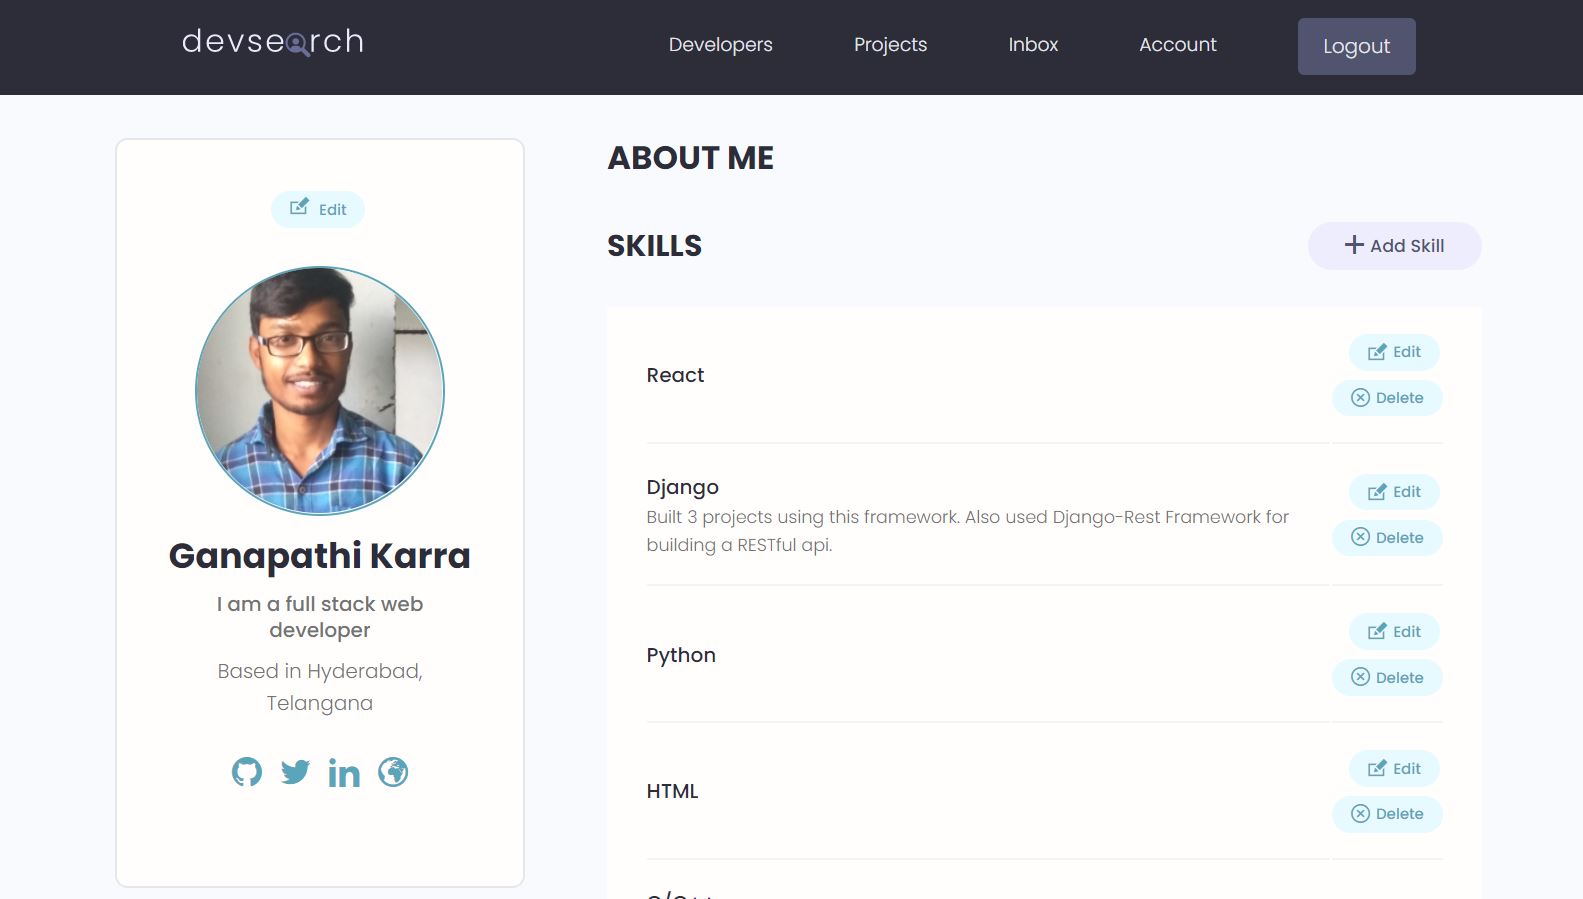 devsearch
Developers
Projects
Inbox
Account
Logout
Edit
Ganapathi Karra
I am a full stack web
developer
Based in Hyderabad,
Telangana
ABOUT ME
SKILLS
Add Skill
React
Edit
Delete
Django
Built 3 projects using this framework. Also used Django-Rest Framework for
building a RESTful api.
Edit
Delete
Python
Edit
Delete
HTML
Edit
Delete